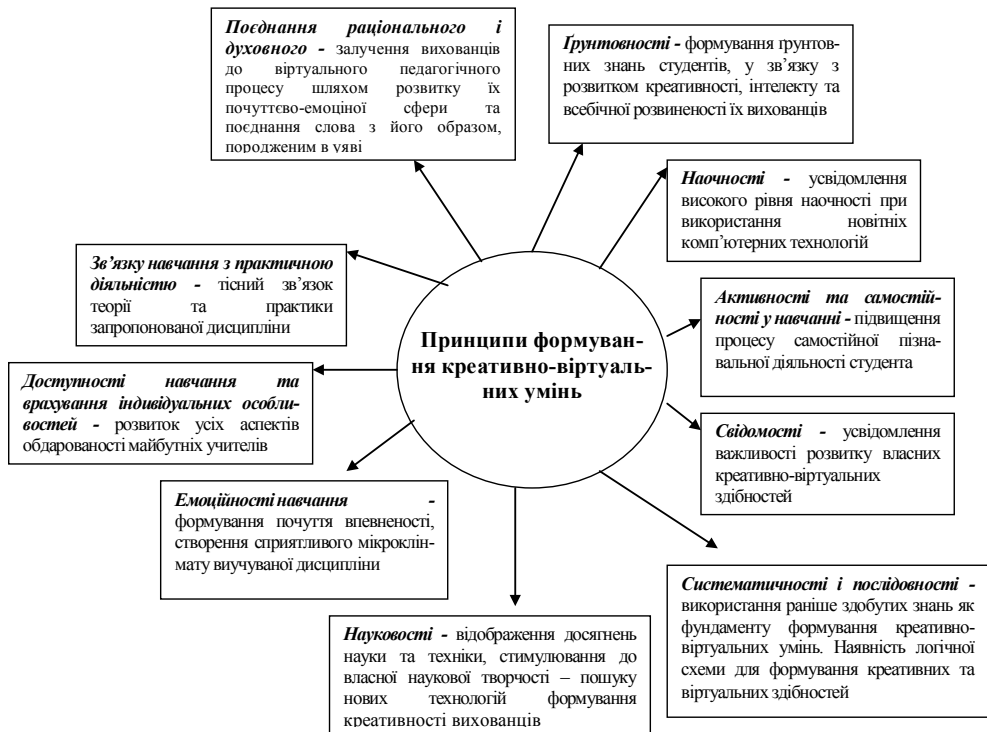 Поєднання раціонального і
духовного - залучення вихованців
до віртуального педагогічного
процесу шляхом розвитку їх
почуттєво-емоціної сфери та
поєднання слова з його образом,
породженим в уяві
Ґрунтовності - формування ґрунтов-
них знань студентів, у зв’язку з
розвитком креативності, інтелекту та
всебічної розвиненості їх вихованців
Наочності - усвідомлення
високого рівня наочності при
використання новітніх
комп’ютерних технологій
Зв’язку навчання з практичною
діяльністю - тісний зв’язок
теорії та практики
запропонованої дисципліни
Активності та самостій-
ності у навчанні - підвищення
процесу самостійної пізна-
вальної діяльності студента
Принципи формуван-
ня креативно-віртуаль-
них умінь
Доступності навчання та
врахування індивідуальних особли-
востей - розвиток усіх аспектів
обдарованості майбутніх учителів
Свідомості - усвідомлення
важливості розвитку власних
креативно-віртуальних
здібностей
Емоційності навчання -
формування почуття впевненості,
створення сприятливого мікроклін-
мату виучуваної дисципліни
Систематичності і послідовності -
використання раніше здобутих знань як
фундаменту формування креативно-
віртуальних умінь. Наявність логічної
схеми для формування креативних та
віртуальних здібностей
Науковості - відображення досягнень
науки та техніки, стимулювання до
власної наукової творчості – пошуку
нових технологій формування
креативності вихованців